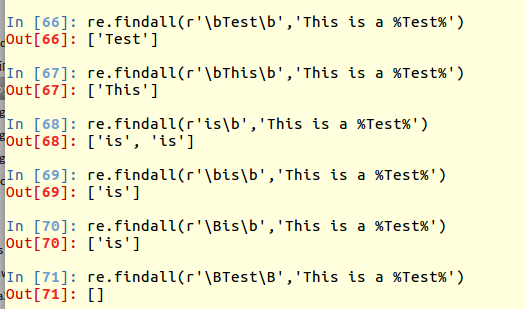 In [66]: re.findall(r'\bTest\b','This is a %Test%')
Out[66]: ['Test']
In [67]: re.findall(r'\bThis\b','This is a %Test%')
Out[67]: ['This']
In [68]: re.findall(r'is\b','This is a %Test%')
Out[68]: ['is', 'is']
In [69]: re.findall(r'\bis\b','This is a %Test%')
Out[69]: ['is']
In [70]: re.findall(r'\Bis\b','This is a %Test%')
Out[70]: ['is']
In [71]: re.findall(r'\BTest\B','This is a %Test%')
Out[71]: []